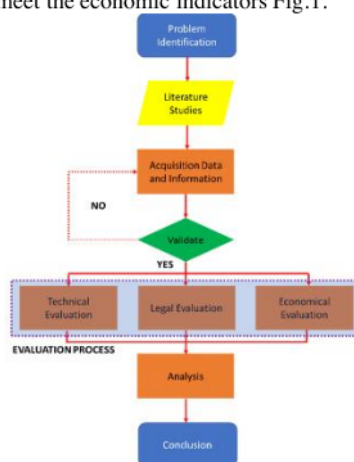 meet the economic indicators Fig.1.
Problem
Identification
Literature
Studies
Acquisition Data
and Information
NO
Validate
YES
Technical
Evaluation
Legal Evaluation
Economical
Evaluation
EVALUATION PROCESS
Analysis
Conclusion